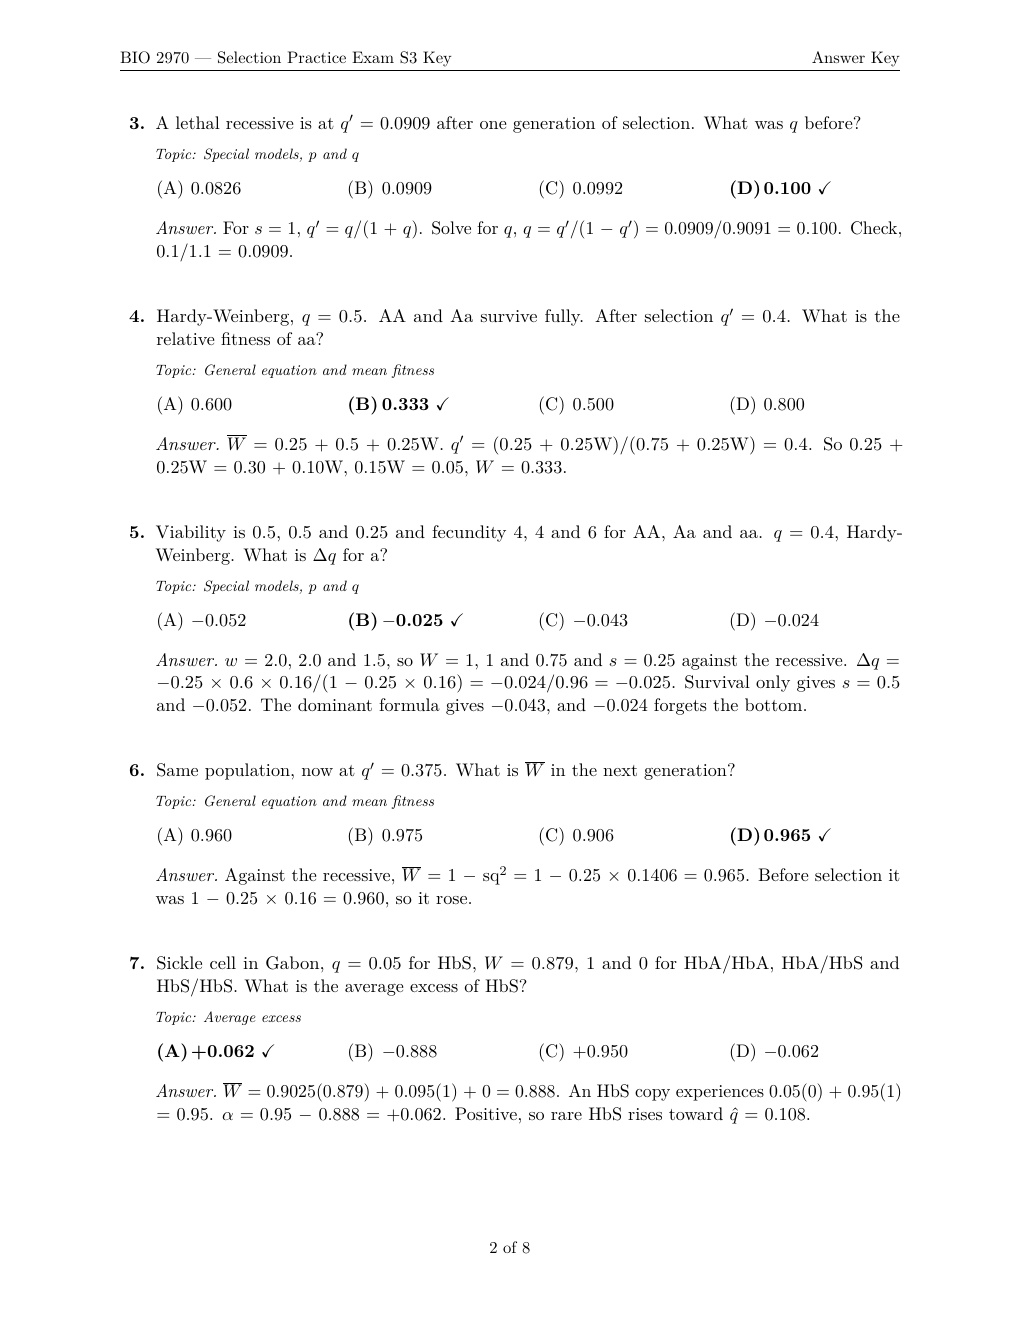 BIO 2970 — Selection Practice Exam S3 Key Answer Key
3. A lethal recessive is at q′ = 0.0909 after one generation of selection. What was q before?
Topic: Special models, p and q
(A) 0.0826 (B) 0.0909 (C) 0.0992 (D) 0.100 ✓
Answer. For s = 1, q′ = q/(1 + q). Solve for q, q = q′/(1 − q′) = 0.0909/0.9091 = 0.100. Check,
0.1/1.1 = 0.0909.
4. Hardy-Weinberg, q = 0.5. AA and Aa survive fully. After selection q′ = 0.4. What is the
relative fitness of aa?
Topic: General equation and mean fitness
(A) 0.600 (B) 0.333 ✓ (C) 0.500 (D) 0.800
Answer. W̅ = 0.25 + 0.5 + 0.25W. q′ = (0.25 + 0.25W)/(0.75 + 0.25W) = 0.4. So 0.25 +
0.25W = 0.30 + 0.10W, 0.15W = 0.05, W = 0.333.
5. Viability is 0.5, 0.5 and 0.25 and fecundity 4, 4 and 6 for AA, Aa and aa. q = 0.4, Hardy-
Weinberg. What is Δq for a?
Topic: Special models, p and q
(A) −0.052 (B) −0.025 ✓ (C) −0.043 (D) −0.024
Answer. w = 2.0, 2.0 and 1.5, so W = 1, 1 and 0.75 and s = 0.25 against the recessive. Δq =
−0.25 × 0.6 × 0.16/(1 − 0.25 × 0.16) = −0.024/0.96 = −0.025. Survival only gives s = 0.5
and −0.052. The dominant formula gives −0.043, and −0.024 forgets the bottom.
6. Same population, now at q′ = 0.375. What is W̅ in the next generation?
Topic: General equation and mean fitness
(A) 0.960 (B) 0.975 (C) 0.906 (D) 0.965 ✓
Answer. Against the recessive, W̅ = 1 − sq² = 1 − 0.25 × 0.1406 = 0.965. Before selection it
was 1 − 0.25 × 0.16 = 0.960, so it rose.
7. Sickle cell in Gabon, q = 0.05 for HbS, W = 0.879, 1 and 0 for HbA/HbA, HbA/HbS and
HbS/HbS. What is the average excess of HbS?
Topic: Average excess
(A) +0.062 ✓ (B) −0.888 (C) +0.950 (D) −0.062
Answer. W̅ = 0.9025(0.879) + 0.095(1) + 0 = 0.888. An HbS copy experiences 0.05(0) + 0.95(1)
= 0.95. α = 0.95 − 0.888 = +0.062. Positive, so rare HbS rises toward q̂ = 0.108.
2 of 8